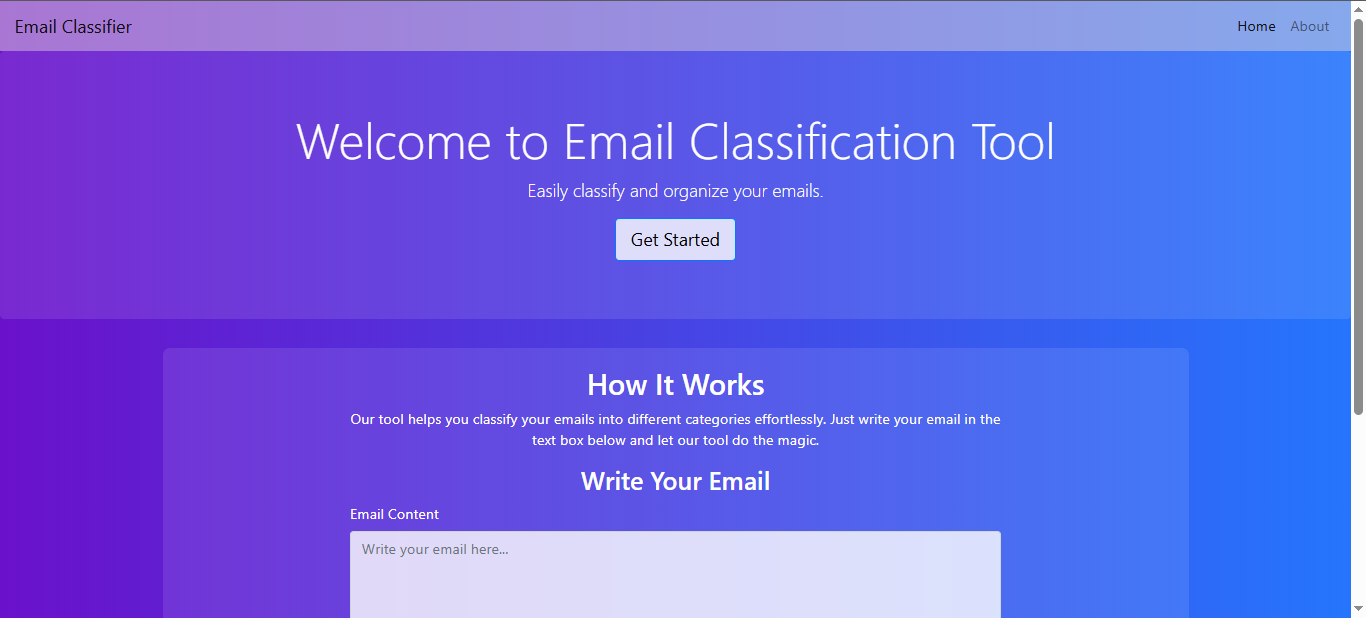 Email Classifier
Home About
Welcome to Email Classification Tool
Easily classify and organize your emails.
Get Started
How It Works
Our tool helps you classify your emails into different categories effortlessly. Just write your email in the
text box below and let our tool do the magic.
Write Your Email
Email Content
Write your email here...